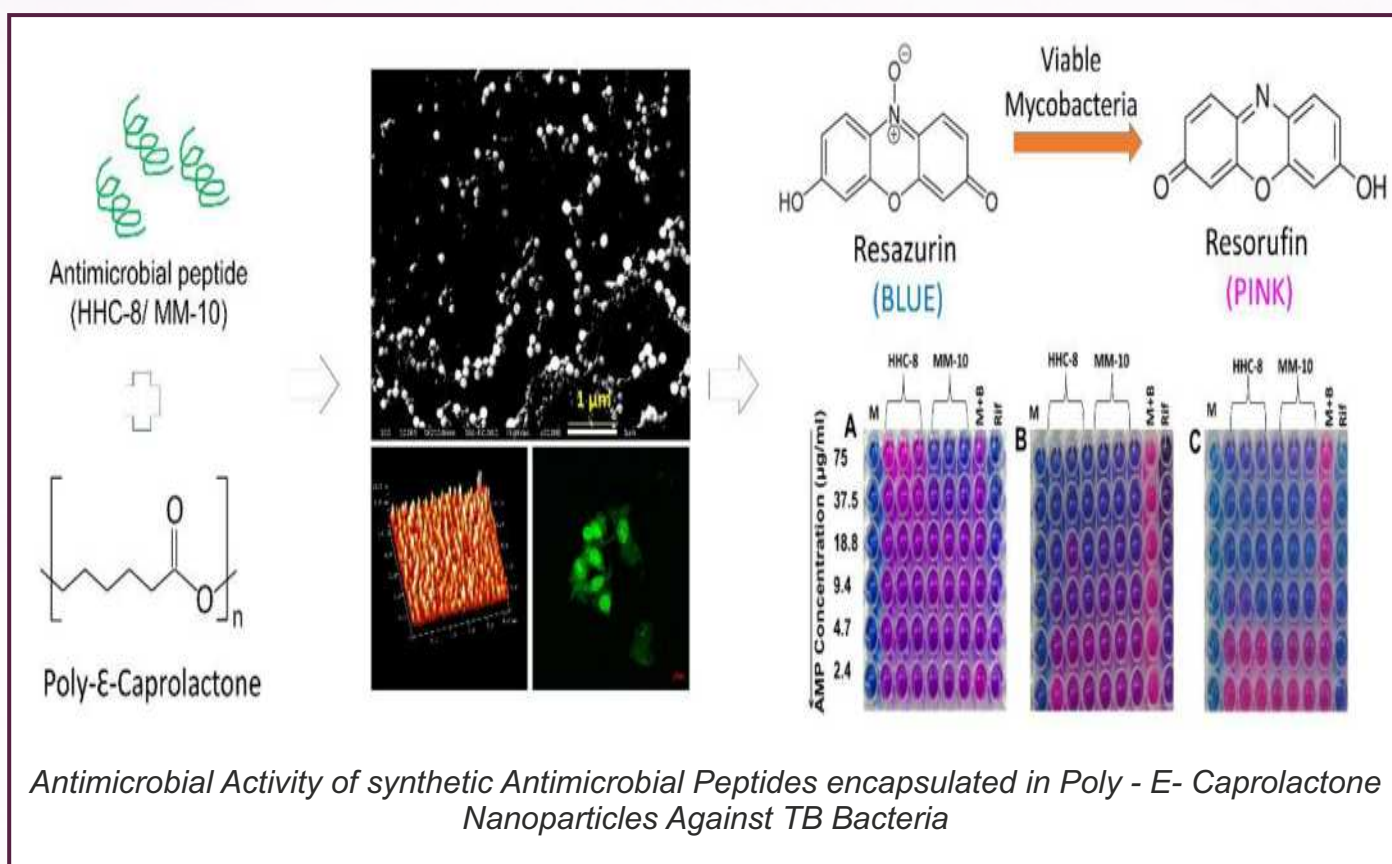 Antimicrobial peptide
(HHC-8/ MM-10)
O
O
n
Poly-Ɛ-Caprolactone
1 μm
O
N
+
HO
O
O
Resazurin
(BLUE)
Viable
Mycobacteria
N
O
O
OH
Resorufin
(PINK)
HHC-8
MM-10
M
M+B
Rif
HHC-8
MM-10
M
M+B
Rif
HHC-8
MM-10
M
M+B
Rif
A
B
C
AMP Concentration (μg/ml)
75
37.5
18.8
9.4
4.7
2.4
Antimicrobial Activity of synthetic Antimicrobial Peptides encapsulated in Poly - E- Caprolactone
Nanoparticles Against TB Bacteria